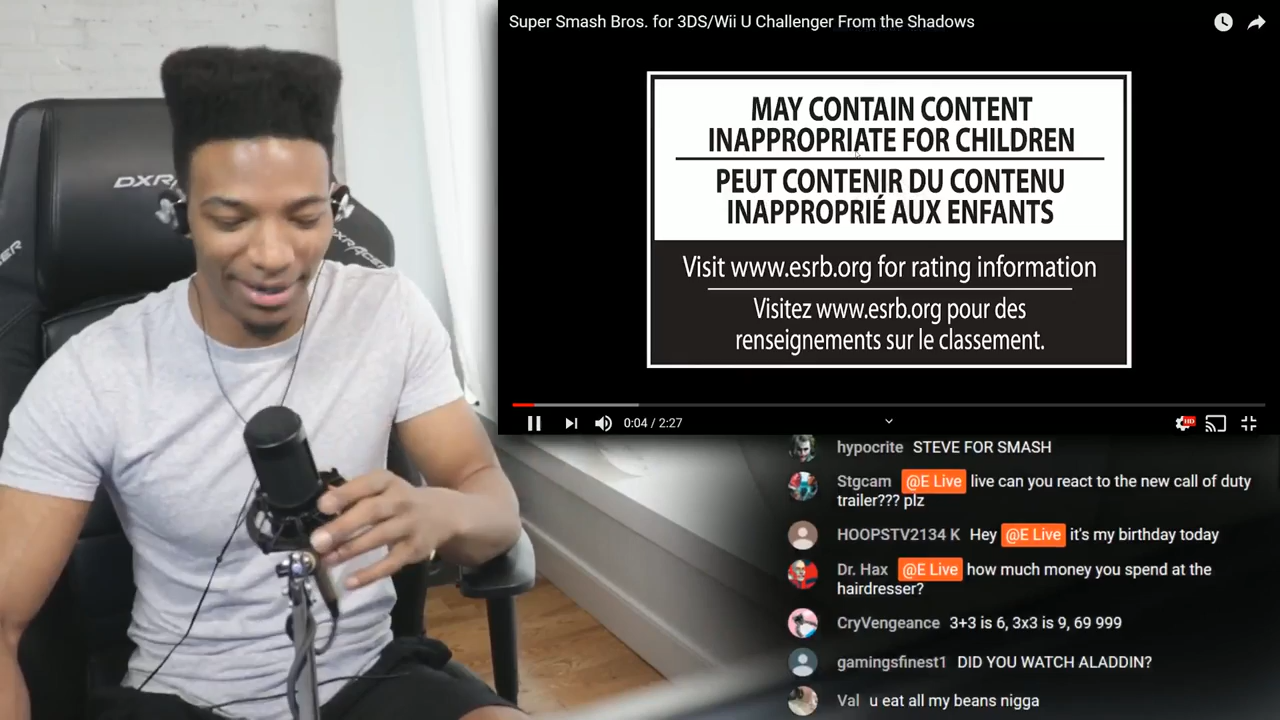 Super Smash Bros. for 3DS/Wii U Challenger From the Shadows
MAY CONTAIN CONTENT
INAPPROPRIATE FOR CHILDREN
PEUT CONTENIR DU CONTENU
INAPPROPRIÉ AUX ENFANTS
Visit www.esrb.org for rating information
Visitez www.esrb.org pour des
renseignements sur le classement.
0:04 / 2:27
HD
DXR
DXRACER
ER
hypocrite STEVE FOR SMASH
Stgcam @E Live live can you react to the new call of duty
trailer??? plz
HOOPSTV2134 K Hey @E Live it's my birthday today
Dr. Hax @E Live how much money you spend at the
hairdresser?
CryVengeance 3+3 is 6, 3x3 is 9, 69 999
gamingsfinest1 DID YOU WATCH ALADDIN?
Val u eat all my beans nigga